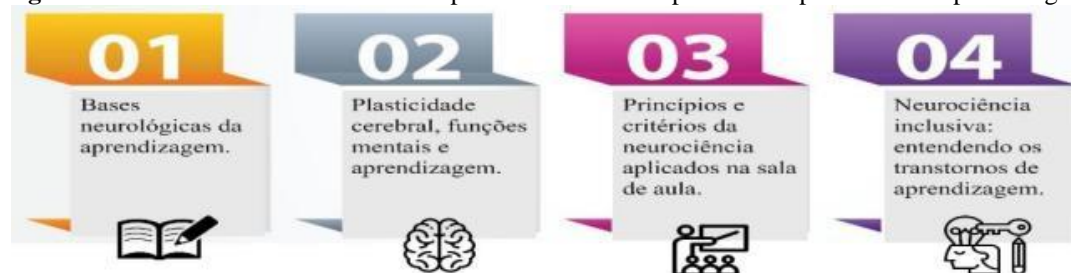 01
Bases
neurológicas da
aprendizagem.
02
Plasticidade
cerebral, funções
mentais e
aprendizagem.
03
Princípios e
critérios da
neurociência
aplicados na sala
de aula.
04
Neurociência
inclusiva:
entendendo os
transtornos de
aprendizagem.